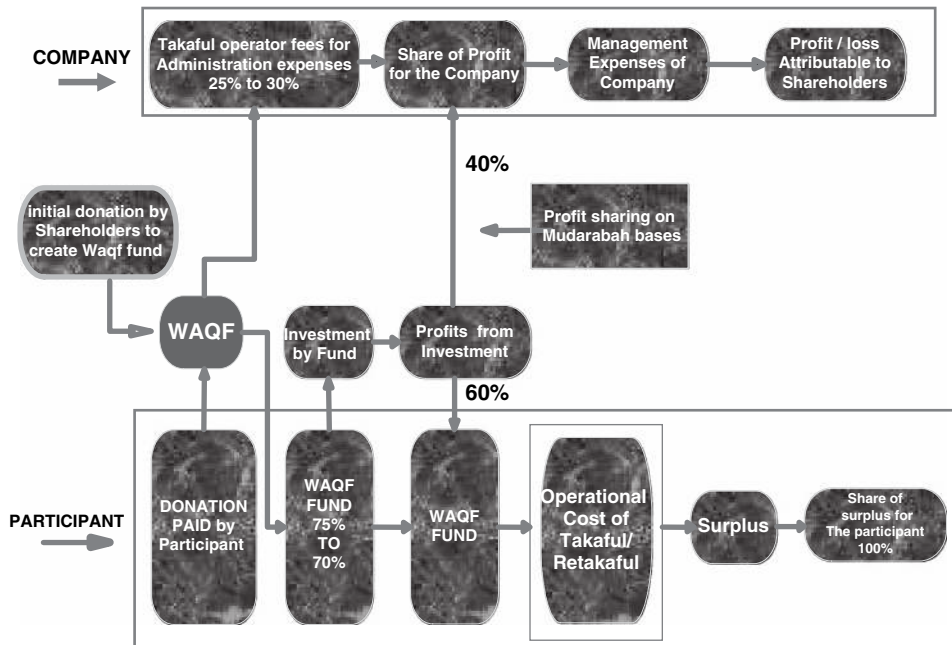 COMPANY
Takaful operator fees for
Administration expenses
25% to 30%
Share of Profit
for the Company
Management
Expenses of
Company
Profit / loss
Attributable to
Shareholders
40%
initial donation by
Shareholders to
create Waqf fund
Profit sharing on
Mudarabah bases
WAQF
Investment
by Fund
Profits from
Investment
60%
PARTICIPANT
DONATION
PAID by
Participant
WAQF
FUND
75%
TO
70%
WAQF
FUND
Operational
Cost of
Takaful/
Retakaful
Surplus
Share of
surplus for
The participant
100%